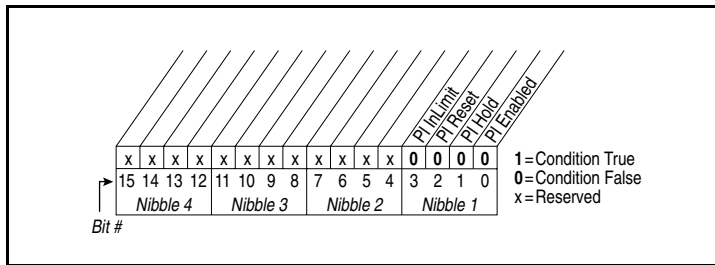 PI InLimit
PI Reset
PI Hold
PI Enabled
x x x x x x x x x x x x 0 0 0 0
15 14 13 12 11 10 9 8 7 6 5 4 3 2 1 0
Nibble 4 Nibble 3 Nibble 2 Nibble 1
Bit #
1=Condition True
0=Condition False
x=Reserved